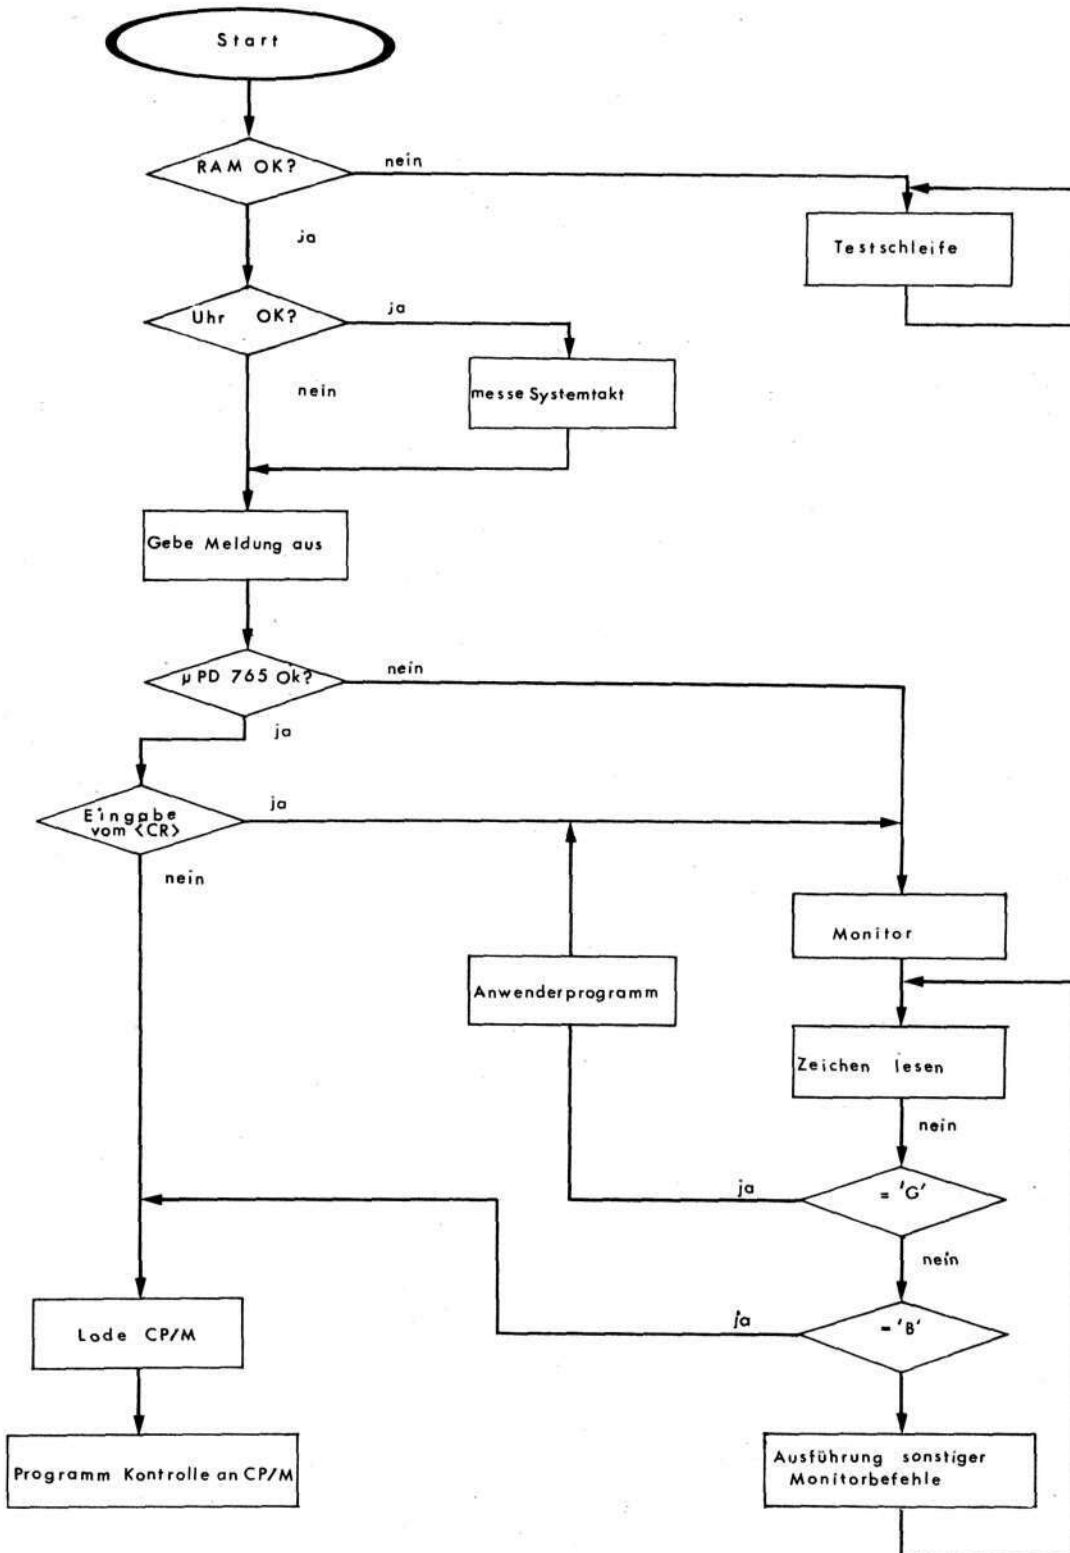 Start
RAM OK?
nein
ja
Testschleife
Uhr OK?
ja
nein
messe Systemtakt
Gebe Meldung aus
µPD 765 Ok?
nein
ja
Eingabe
vom <CR>
ja
nein
Monitor
Anwenderprogramm
Zeichen lesen
nein
= 'G'
ja
nein
= 'B'
ja
Lade CP/M
Programm Kontrolle an CP/M
Ausführung sonstiger
Monitorbefehle